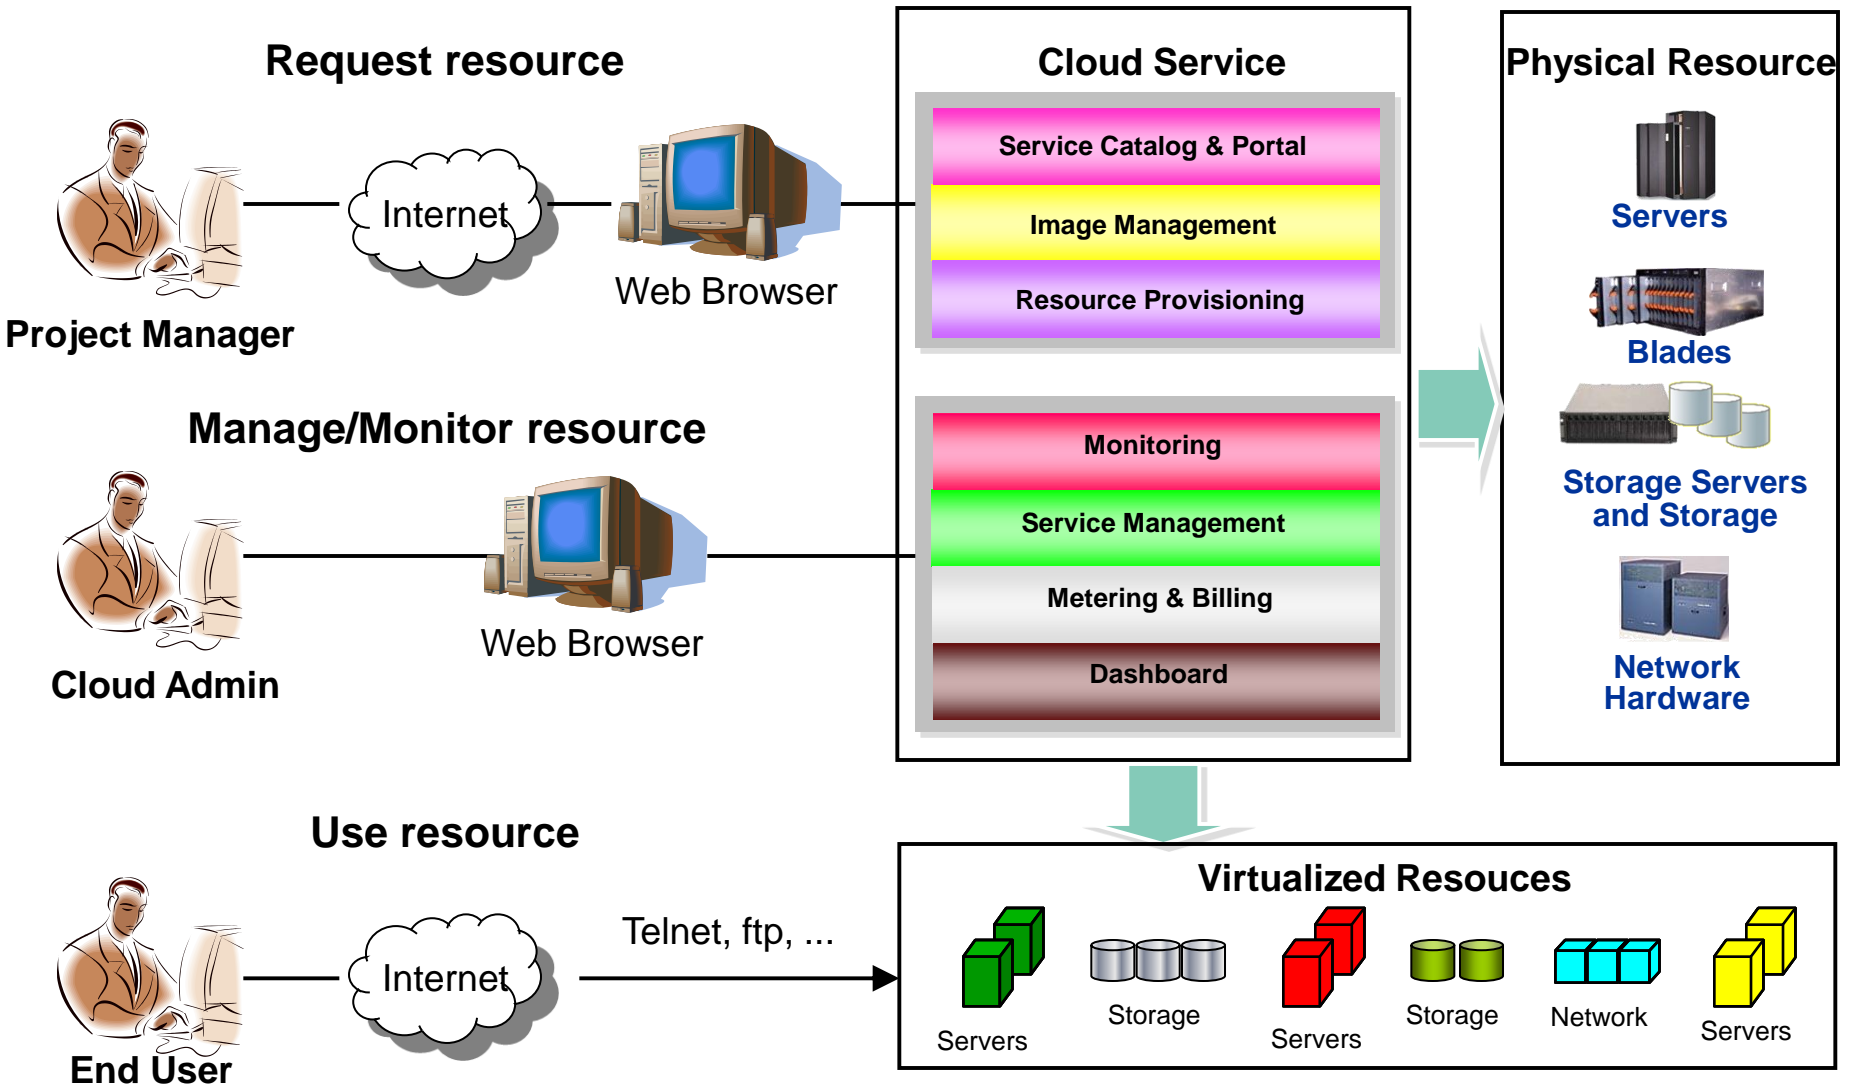 Request resource
Project Manager
Internet
Web Browser
Cloud Service
Service Catalog & Portal
Image Management
Resource Provisioning
Manage/Monitor resource
Cloud Admin
Web Browser
Monitoring
Service Management
Metering & Billing
Dashboard
Physical Resource
Servers
Blades
Storage Servers
and Storage
Network
Hardware
Use resource
End User
Internet
Telnet, ftp, ...
Virtualized Resouces
Servers
Storage
Servers
Storage
Network
Servers